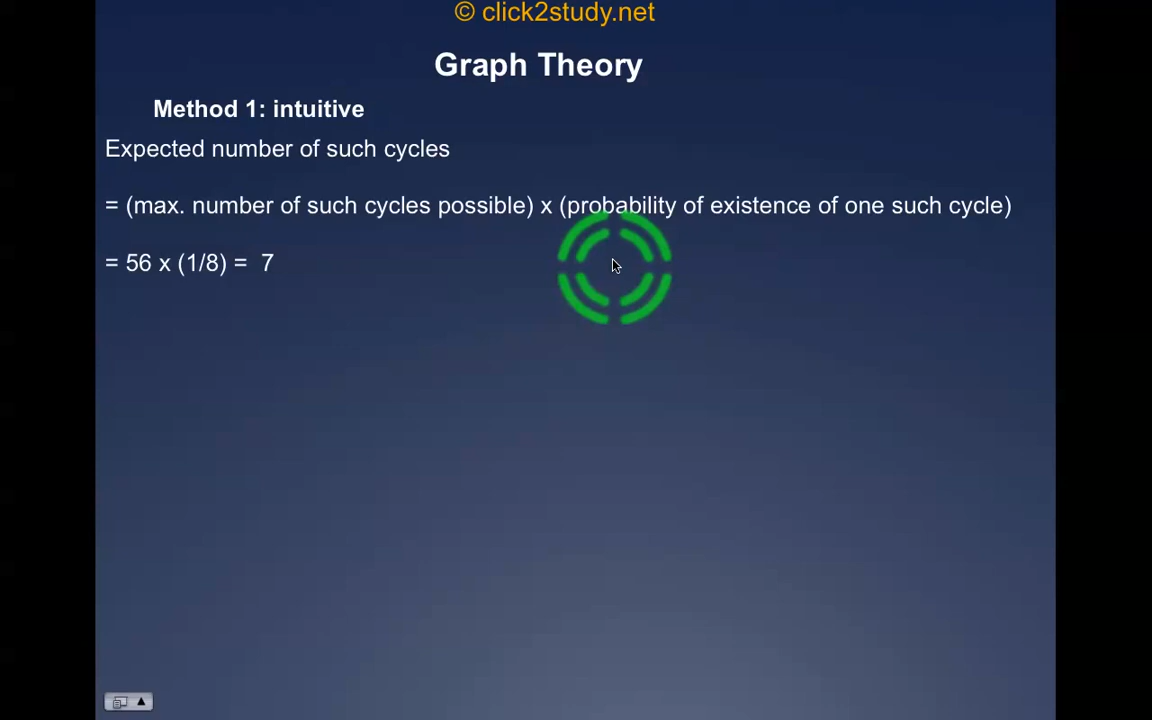 © click2study.net
Graph Theory
Method 1: intuitive
Expected number of such cycles
= (max. number of such cycles possible) x (probability of existence of one such cycle)
= 56 x (1/8) = 7